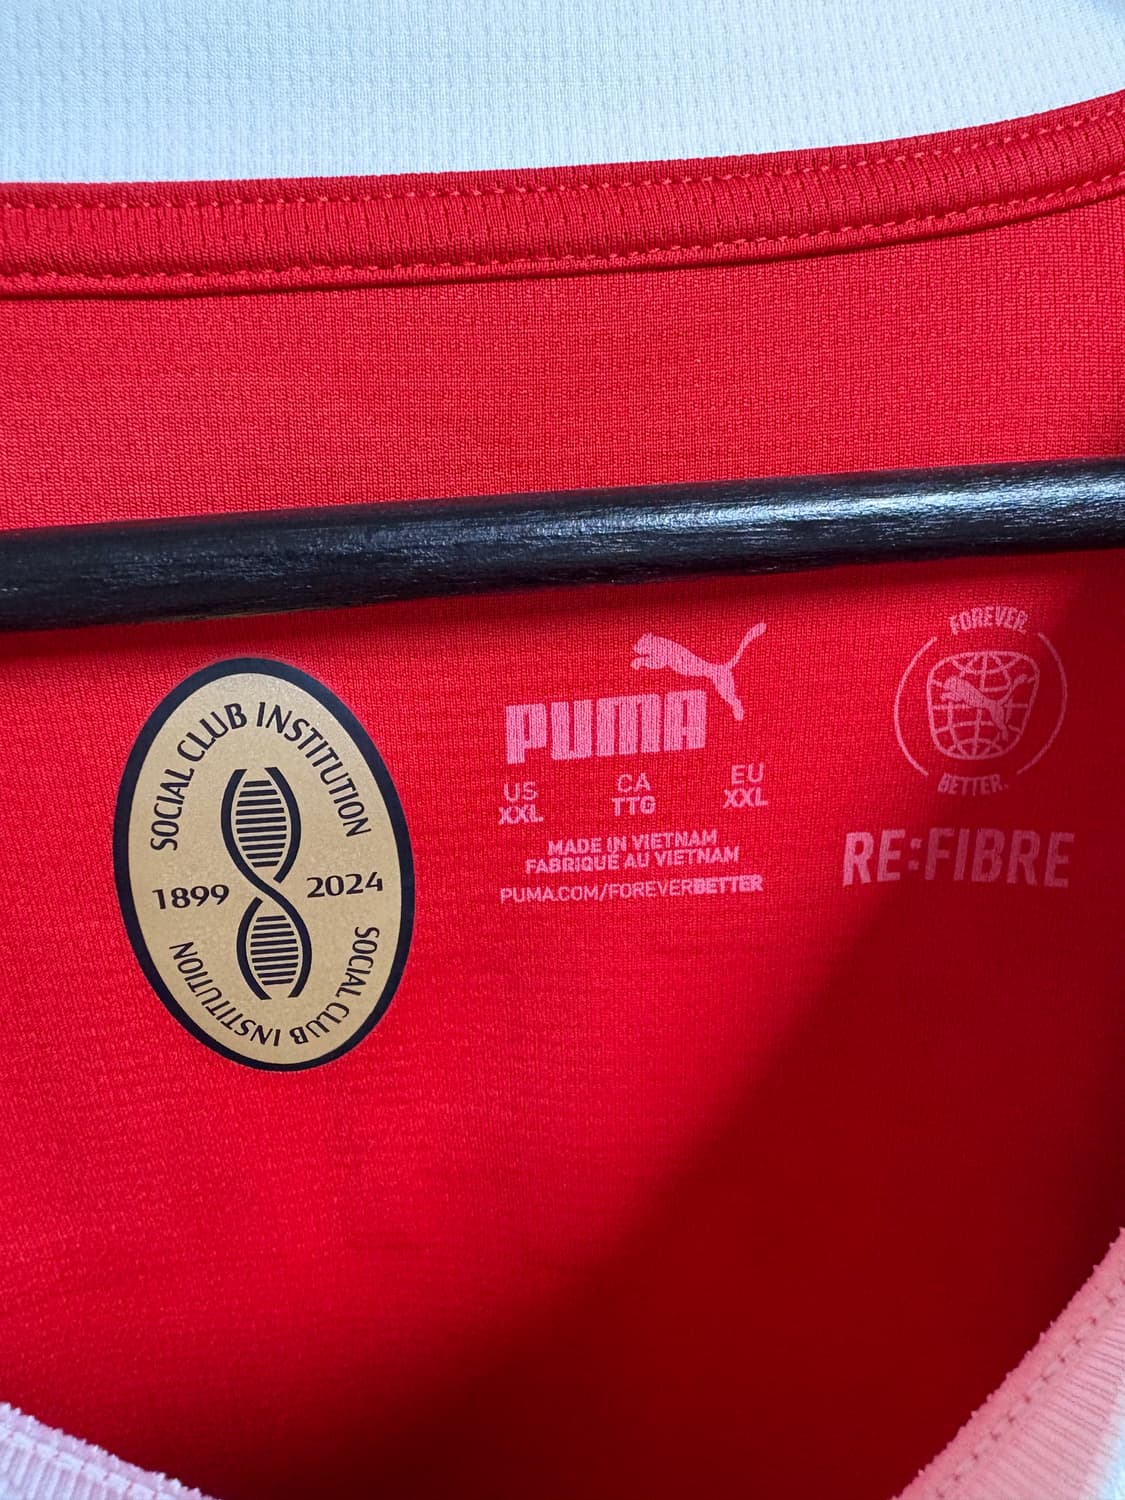 SOCIAL CLUB INSTITUTION
1899 2024
SOCIAL CLUB INSTITUTION
PUMA
US CA EU
XXL TTG XXL
MADE IN VIETNAM
FABRIQUÉ AU VIETNAM
PUMA.COM/FOREVERBETTER
FOREVER.
BETTER.
RE:FIBRE